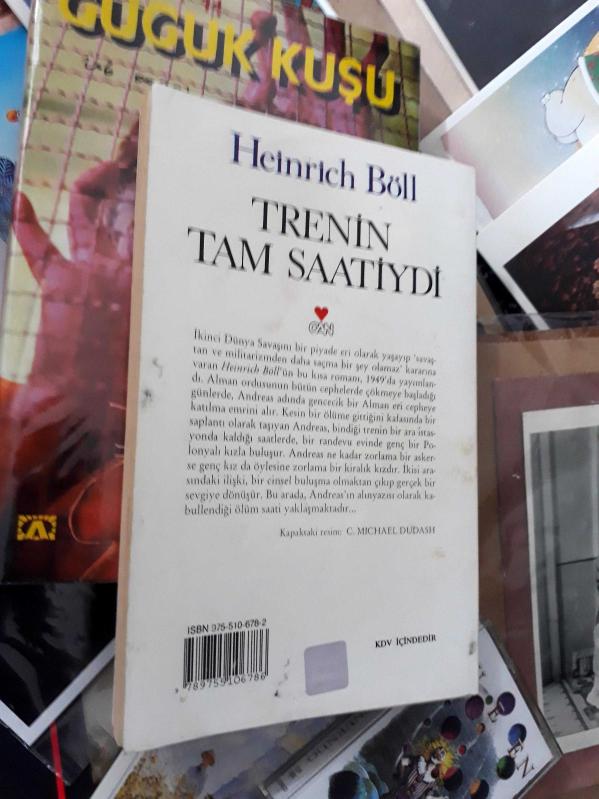 GUGUK KUŞU
Heinrich Böll
TRENİN
TAM SAATİYDİ
CAN
İkinci Dünya Savaşını bir piyade eri olarak yaşayıp 'savaş-
tan ve militarizmden daha saçma bir şey olamaz' kararına
varan Heinrich Böll'ün bu kısa romanı, 1949'da yayımlan-
dı. Alman ordusunun bütün cephelerde çökmeye başladığı
günlerde, Andreas adında gencecik bir Alman eri cepheye
katılma emrini alır. Kesin bir ölüme gittiğini kafasında bir
saplantı olarak taşıyan Andreas, bindiği trenin bir ara istas-
yonda kaldığı saatlerde, bir randevu evinde genç bir Po-
lonyalı kızla buluşur. Andreas ne kadar zorlama bir asker-
se genç kız da öylesine zorlama bir kiralık kızdır. İkisi ara-
sındaki ilişki, bir cinsel buluşma olmaktan çıkıp gerçek bir
sevgiye dönüşür. Bu arada, Andreas'ın alınyazısı olarak ka-
bullendiği ölüm saati yaklaşmaktadır...
Kapaktaki resim: C. MICHAEL DUDASH
ISBN 975-510-678-2
789755106786
KDV İÇİNDEDİR